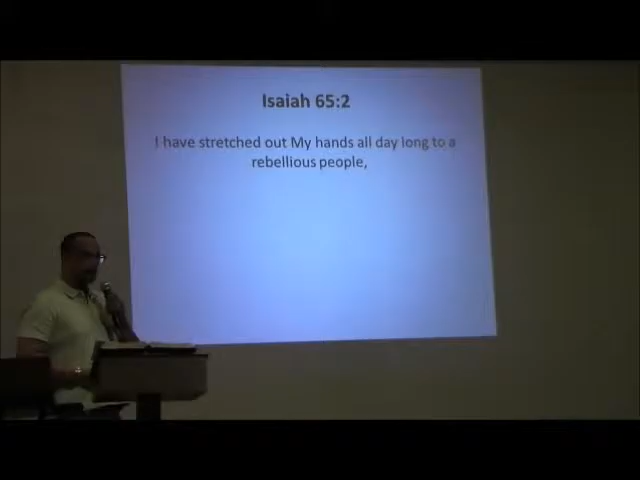 Isaiah 65:2
I have stretched out My hands all day long to a
rebellious people,